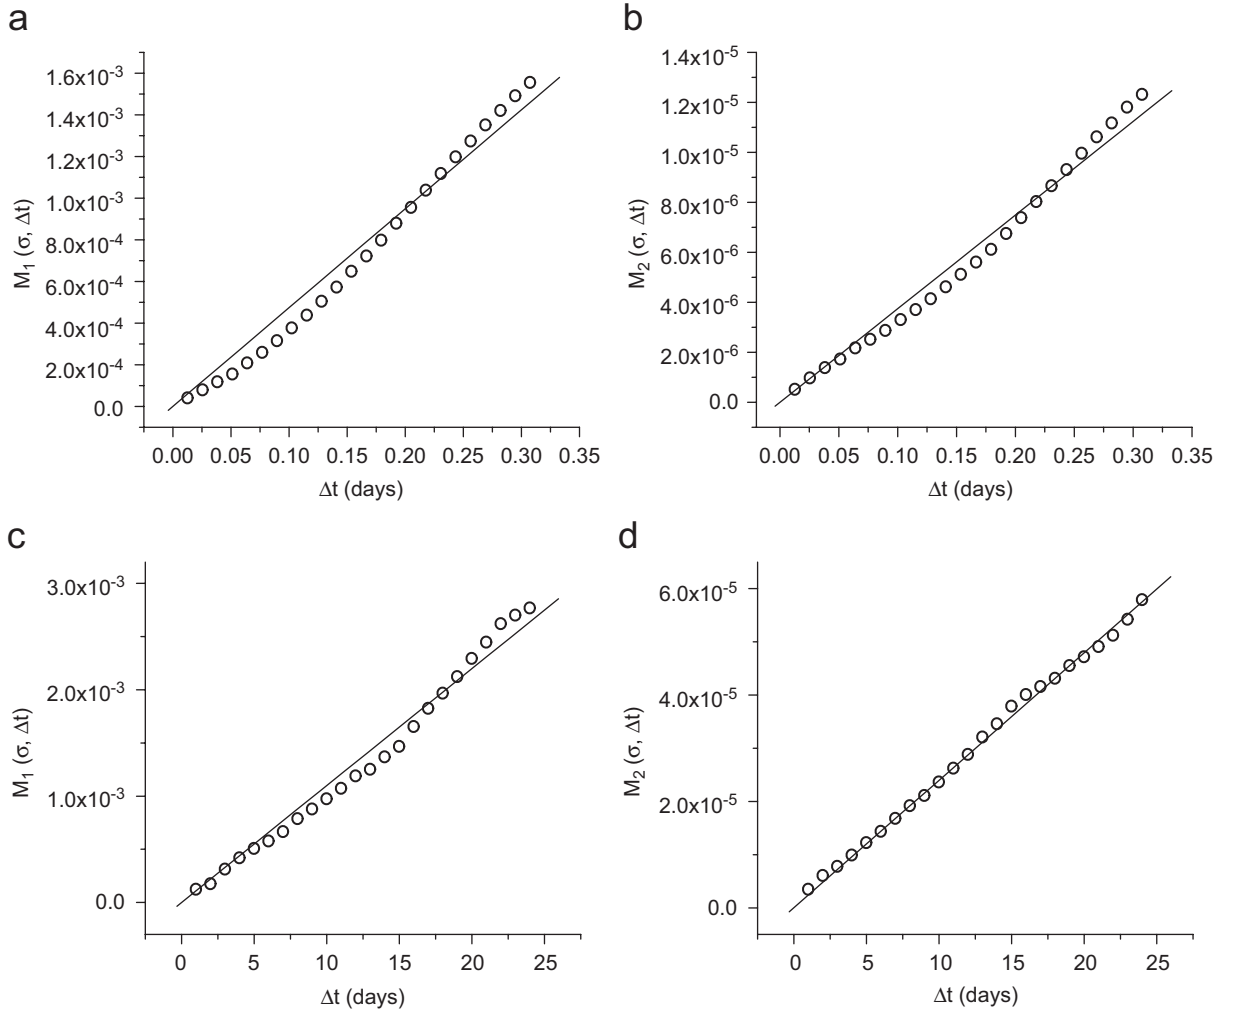 a
1.6x10⁻³
1.4x10⁻³
1.2x10⁻³
1.0x10⁻³
8.0x10⁻⁴
6.0x10⁻⁴
4.0x10⁻⁴
2.0x10⁻⁴
0.0
M₁ (σ, Δt)
0.00 0.05 0.10 0.15 0.20 0.25 0.30 0.35
Δt (days)
b
1.4x10⁻⁵
1.2x10⁻⁵
1.0x10⁻⁵
8.0x10⁻⁶
6.0x10⁻⁶
4.0x10⁻⁶
2.0x10⁻⁶
0.0
M₂ (σ, Δt)
0.00 0.05 0.10 0.15 0.20 0.25 0.30 0.35
Δt (days)
c
3.0x10⁻³
2.0x10⁻³
1.0x10⁻³
0.0
M₁ (σ, Δt)
0 5 10 15 20 25
Δt (days)
d
6.0x10⁻⁵
4.0x10⁻⁵
2.0x10⁻⁵
0.0
M₂ (σ, Δt)
0 5 10 15 20 25
Δt (days)